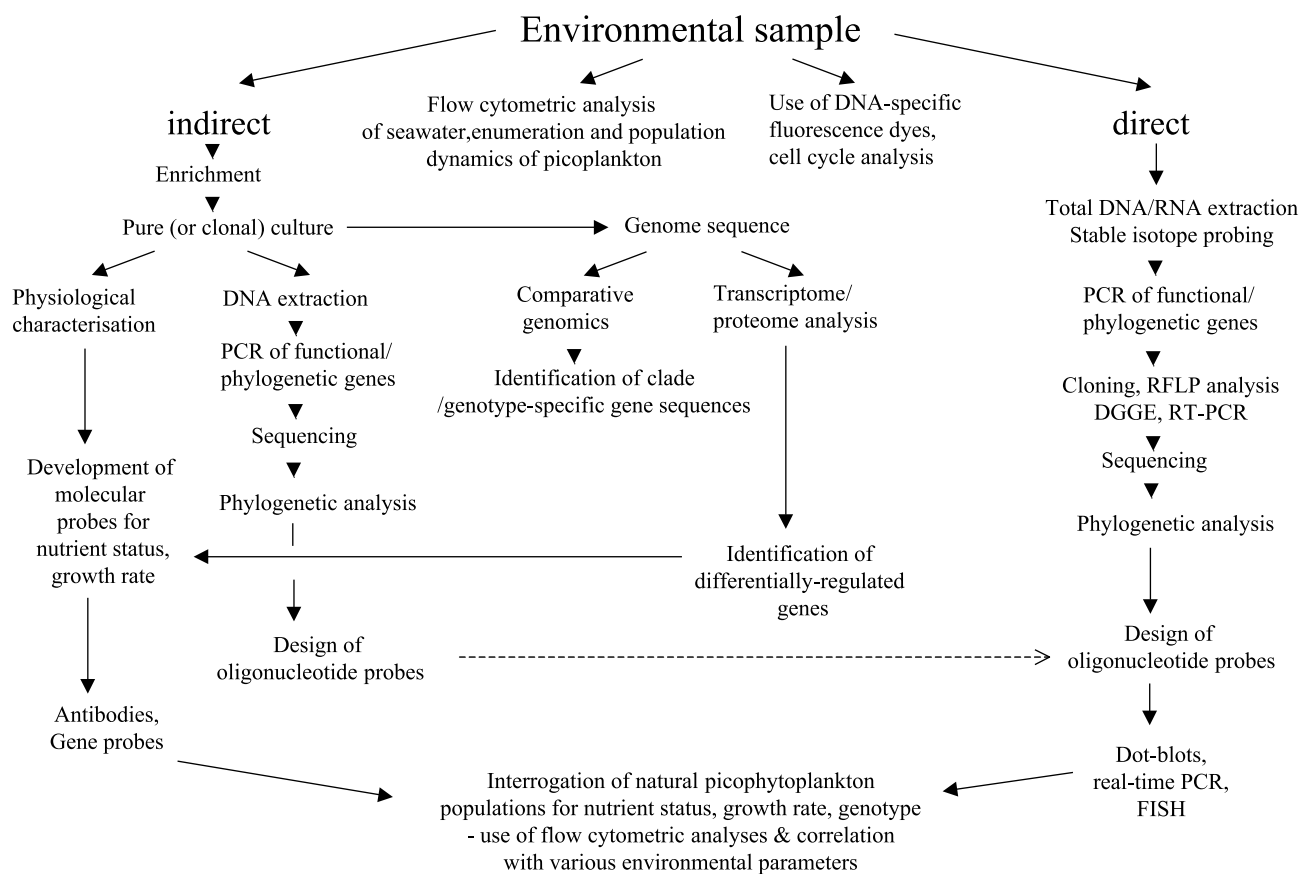 Environmental sample
Flow cytometric analysis
of seawater,enumeration and population
dynamics of picoplankton
Use of DNA-specific
fluorescence dyes,
cell cycle analysis
indirect
direct
Enrichment
Pure (or clonal) culture
Genome sequence
Total DNA/RNA extraction
Stable isotope probing
Physiological
characterisation
DNA extraction
Comparative
genomics
Transcriptome/
proteome analysis
PCR of functional/
phylogenetic genes
PCR of functional/
phylogenetic genes
Identification of clade
/genotype-specific gene sequences
Cloning, RFLP analysis
DGGE, RT-PCR
Sequencing
Sequencing
Development of
molecular
probes for
nutrient status,
growth rate
Phylogenetic analysis
Phylogenetic analysis
Identification of
differentially-regulated
genes
Design of
oligonucleotide probes
Design of
oligonucleotide probes
Antibodies,
Gene probes
Dot-blots,
real-time PCR,
FISH
Interrogation of natural picophytoplankton
populations for nutrient status, growth rate, genotype
- use of flow cytometric analyses & correlation
with various environmental parameters